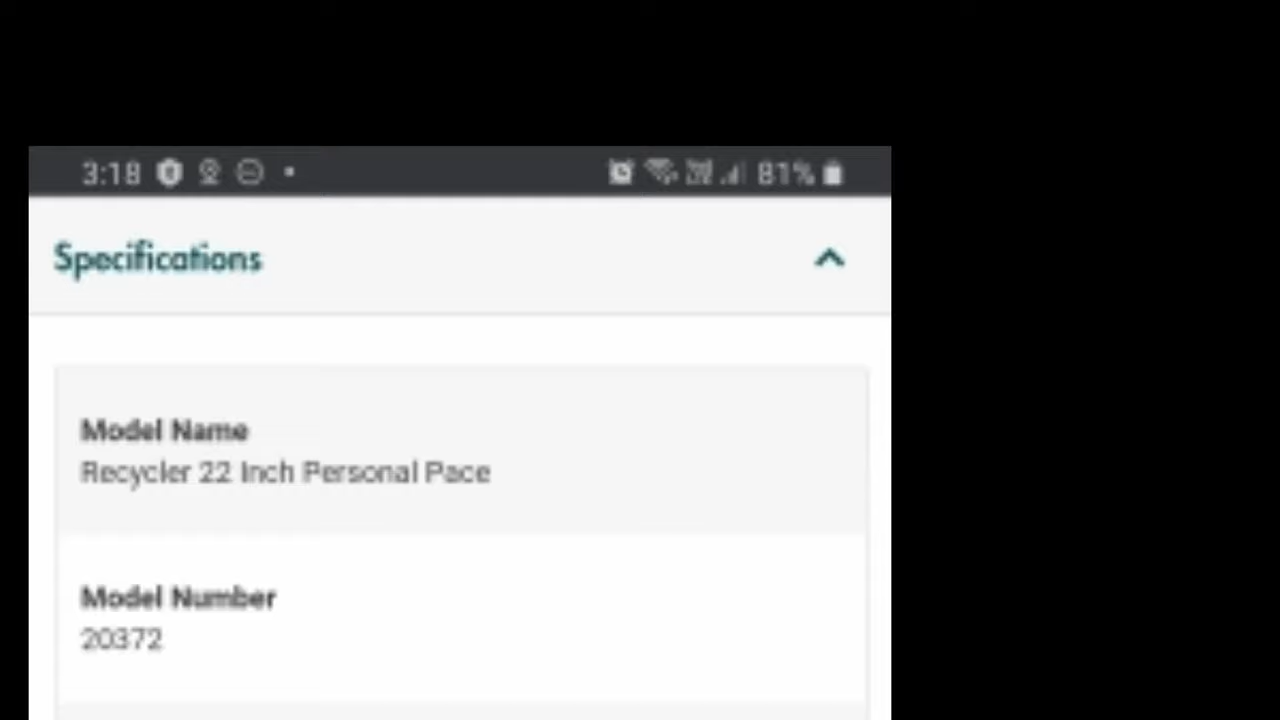 3:18 81%
Specifications
Model Name
Recycler 22 Inch Personal Pace
Model Number
20372